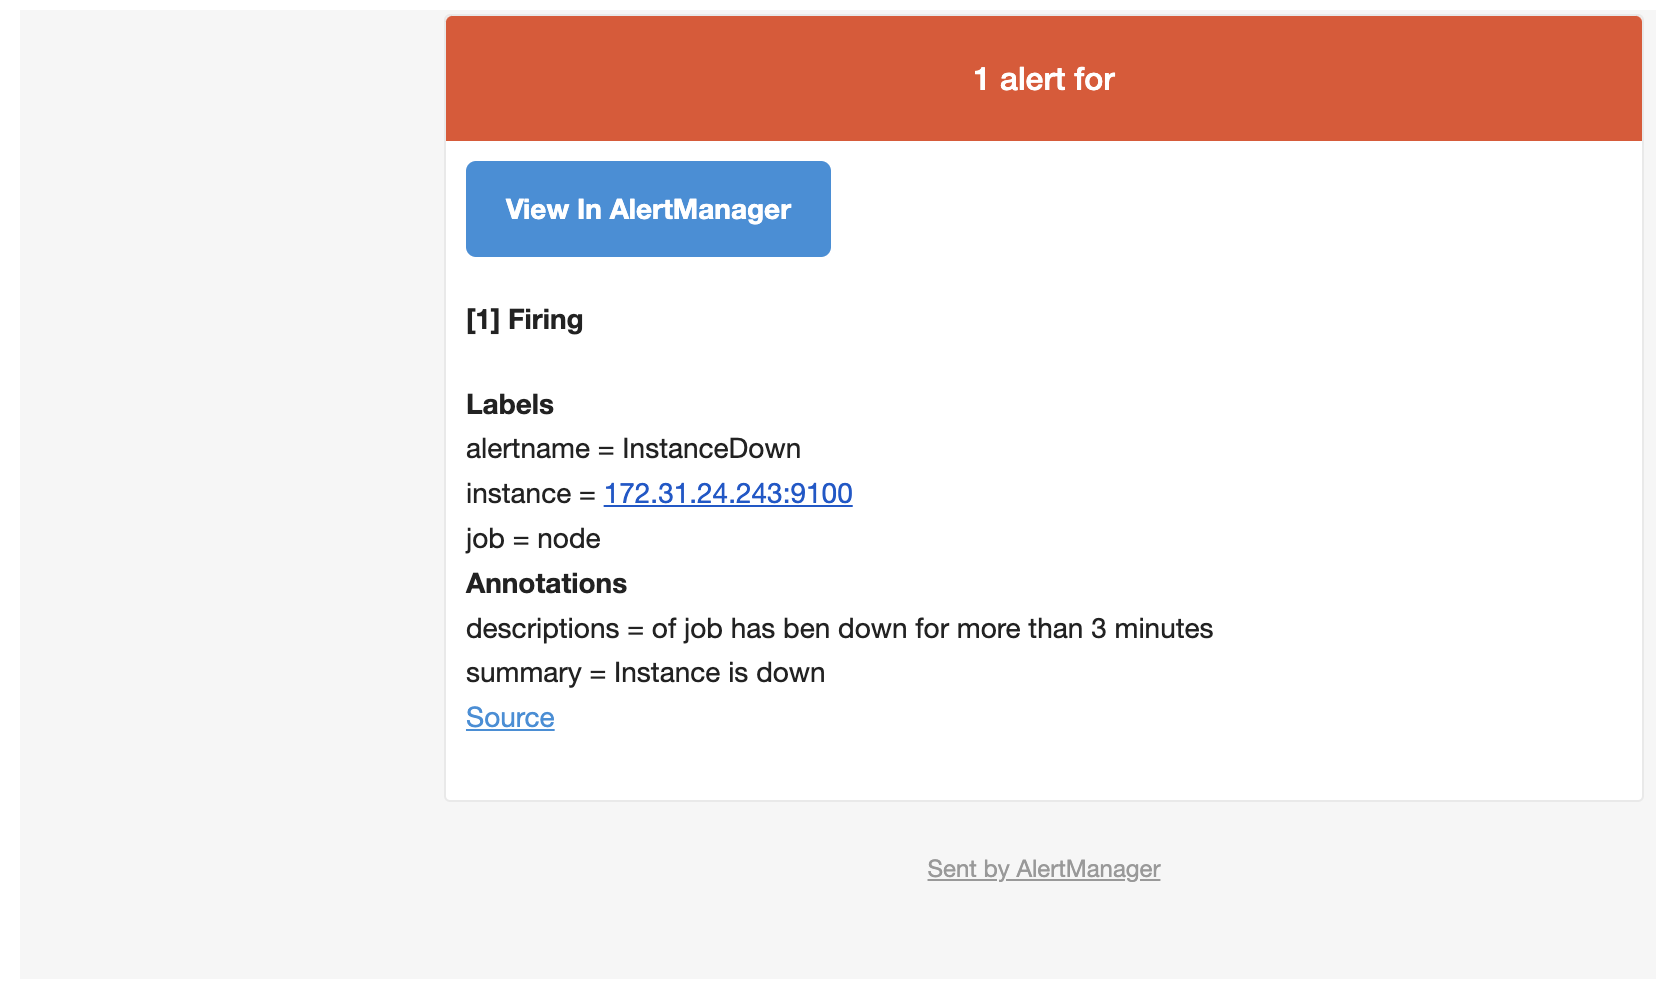 1 alert for
View In AlertManager
[1] Firing
Labels
alertname = InstanceDown
instance = 172.31.24.243:9100
job = node
Annotations
descriptions = of job has ben down for more than 3 minutes
summary = Instance is down
Source
Sent by AlertManager